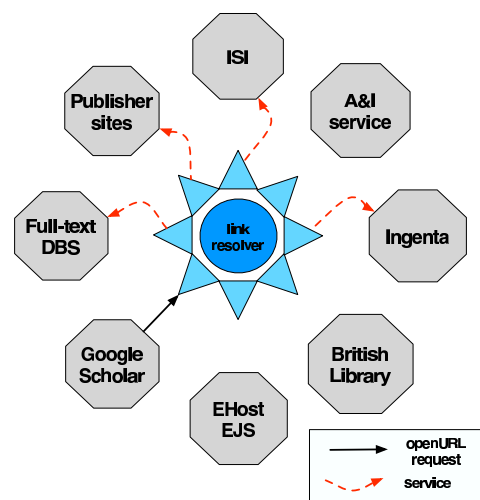 ISI
Publisher
sites
A&I
service
Full-text
DBS
link
resolver
Ingenta
Google
Scholar
British
Library
EHost
EJS
openURL
request
service